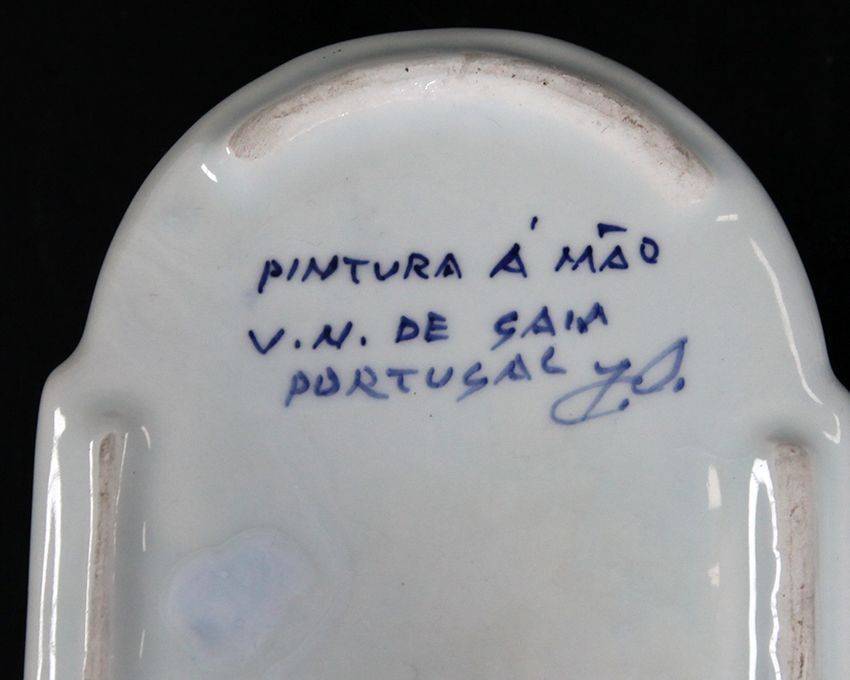 PINTURA Á MÃO
V.N. DE GAIA
PORTUGAL J.S.